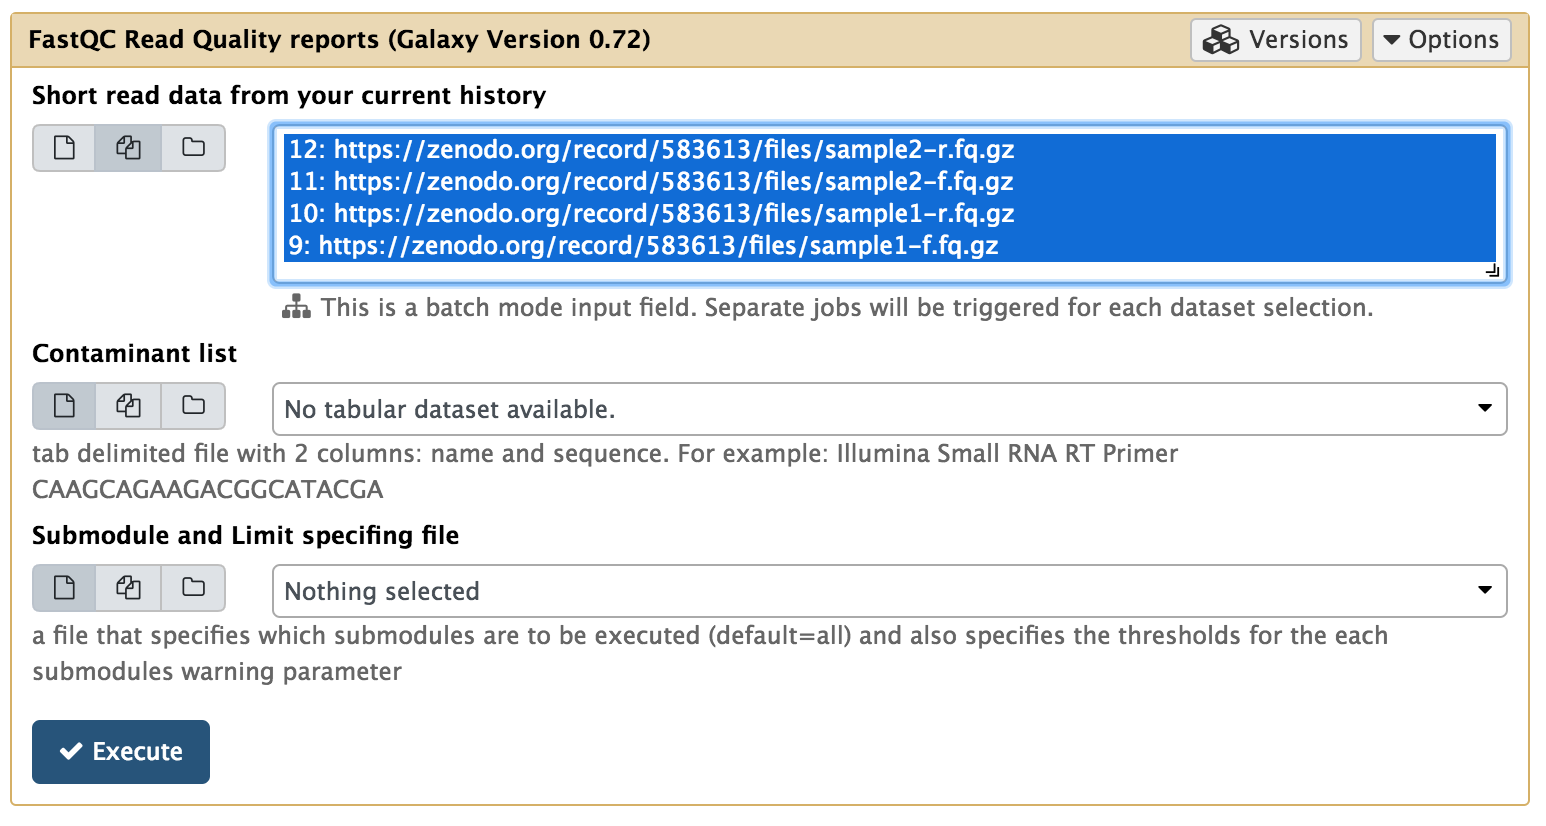 FastQC Read Quality reports (Galaxy Version 0.72)
Versions
Options
Short read data from your current history
12: https://zenodo.org/record/583613/files/sample2-r.fq.gz
11: https://zenodo.org/record/583613/files/sample2-f.fq.gz
10: https://zenodo.org/record/583613/files/sample1-r.fq.gz
9: https://zenodo.org/record/583613/files/sample1-f.fq.gz
This is a batch mode input field. Separate jobs will be triggered for each dataset selection.
Contaminant list
No tabular dataset available.
tab delimited file with 2 columns: name and sequence. For example: Illumina Small RNA RT Primer
CAAGCAGAAGACGGCATACGA
Submodule and Limit specifing file
Nothing selected
a file that specifies which submodules are to be executed (default=all) and also specifies the thresholds for the each
submodules warning parameter
Execute